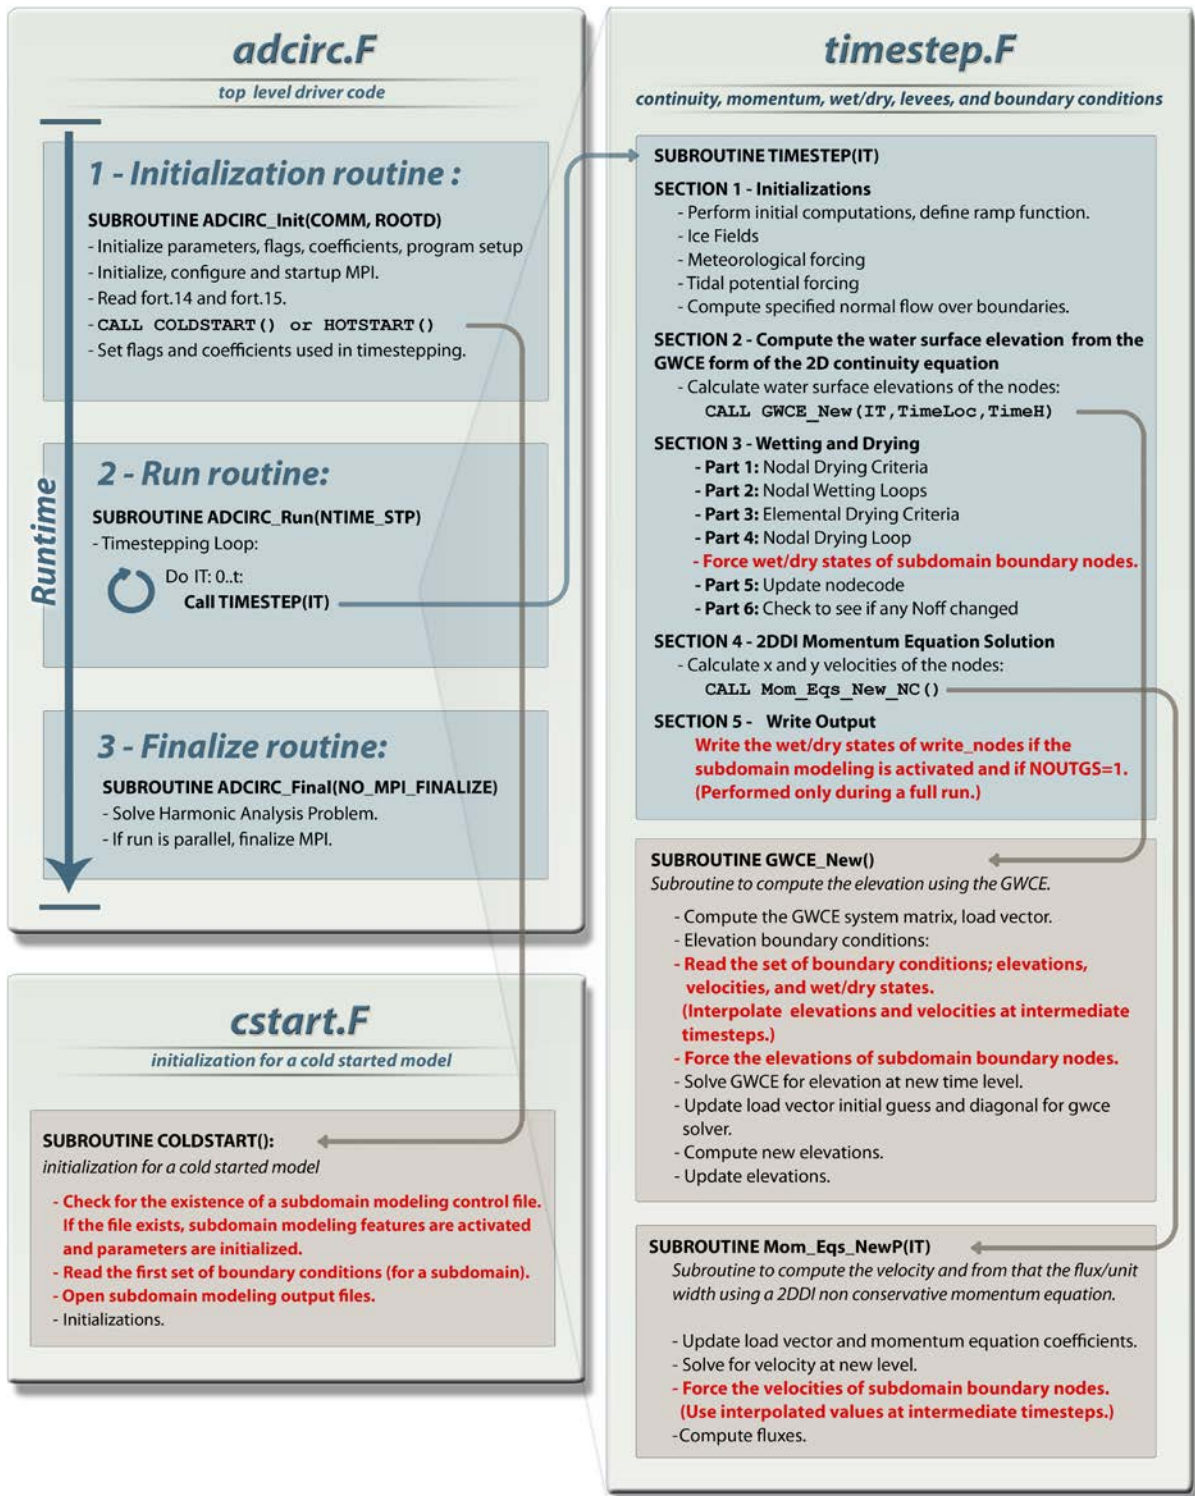 adcirc.F
top level driver code
Runtime
1 - Initialization routine :
SUBROUTINE ADCIRC_Init(COMM, ROOTD)
- Initialize parameters, flags, coefficients, program setup
- Initialize, configure and startup MPI.
- Read fort.14 and fort.15.
- CALL COLDSTART() or HOTSTART()
- Set flags and coefficients used in timestepping.
2 - Run routine:
SUBROUTINE ADCIRC_Run(NTIME_STP)
- Timestepping Loop:
Do IT: 0..t:
Call TIMESTEP(IT)
3 - Finalize routine:
SUBROUTINE ADCIRC_Final(NO_MPI_FINALIZE)
- Solve Harmonic Analysis Problem.
- If run is parallel, finalize MPI.
cstart.F
initialization for a cold started model
SUBROUTINE COLDSTART():
initialization for a cold started model
- Check for the existence of a subdomain modeling control file.
If the file exists, subdomain modeling features are activated
and parameters are initialized.
- Read the first set of boundary conditions (for a subdomain).
- Open subdomain modeling output files.
- Initializations.
timestep.F
continuity, momentum, wet/dry, levees, and boundary conditions
SUBROUTINE TIMESTEP(IT)
SECTION 1 - Initializations
- Perform initial computations, define ramp function.
- Ice Fields
- Meteorological forcing
- Tidal potential forcing
- Compute specified normal flow over boundaries.
SECTION 2 - Compute the water surface elevation from the
GWCE form of the 2D continuity equation
- Calculate water surface elevations of the nodes:
CALL GWCE_New(IT,TimeLoc,TimeH)
SECTION 3 - Wetting and Drying
- Part 1: Nodal Drying Criteria
- Part 2: Nodal Wetting Loops
- Part 3: Elemental Drying Criteria
- Part 4: Nodal Drying Loop
- Force wet/dry states of subdomain boundary nodes.
- Part 5: Update nodecode
- Part 6: Check to see if any Noff changed
SECTION 4 - 2DDI Momentum Equation Solution
- Calculate x and y velocities of the nodes:
CALL Mom_Eqs_New_NC()
SECTION 5 - Write Output
Write the wet/dry states of write_nodes if the
subdomain modeling is activated and if NOUTGS=1.
(Performed only during a full run.)
SUBROUTINE GWCE_New()
Subroutine to compute the elevation using the GWCE.
- Compute the GWCE system matrix, load vector.
- Elevation boundary conditions:
- Read the set of boundary conditions; elevations,
velocities, and wet/dry states.
(Interpolate elevations and velocities at intermediate
timesteps.)
- Force the elevations of subdomain boundary nodes.
- Solve GWCE for elevation at new time level.
- Update load vector initial guess and diagonal for gwce
solver.
- Compute new elevations.
- Update elevations.
SUBROUTINE Mom_Eqs_NewP(IT)
Subroutine to compute the velocity and from that the flux/unit
width using a 2DDI non conservative momentum equation.
- Update load vector and momentum equation coefficients.
- Solve for velocity at new level.
- Force the velocities of subdomain boundary nodes.
(Use interpolated values at intermediate timesteps.)
-Compute fluxes.